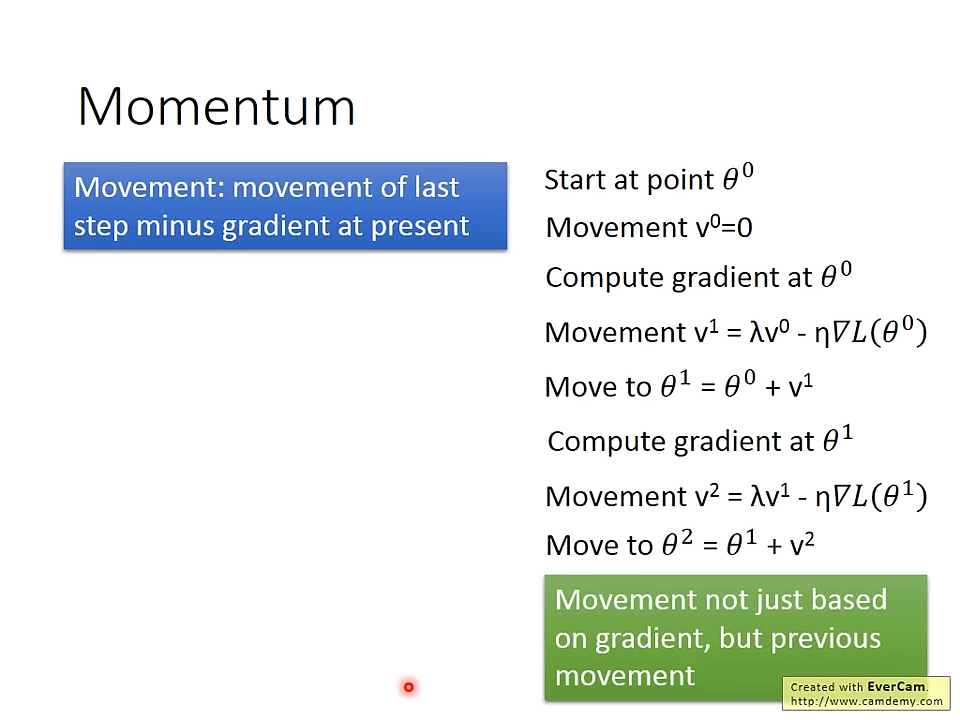 Momentum
Movement: movement of last
step minus gradient at present
Start at point θ⁰
Movement v⁰=0
Compute gradient at θ⁰
Movement v¹ = λv⁰ - η∇L(θ⁰)
Move to θ¹ = θ⁰ + v¹
Compute gradient at θ¹
Movement v² = λv¹ - η∇L(θ¹)
Move to θ² = θ¹ + v²
Movement not just based
on gradient, but previous
movement
Created with EverCam.
http://www.camdemy.com